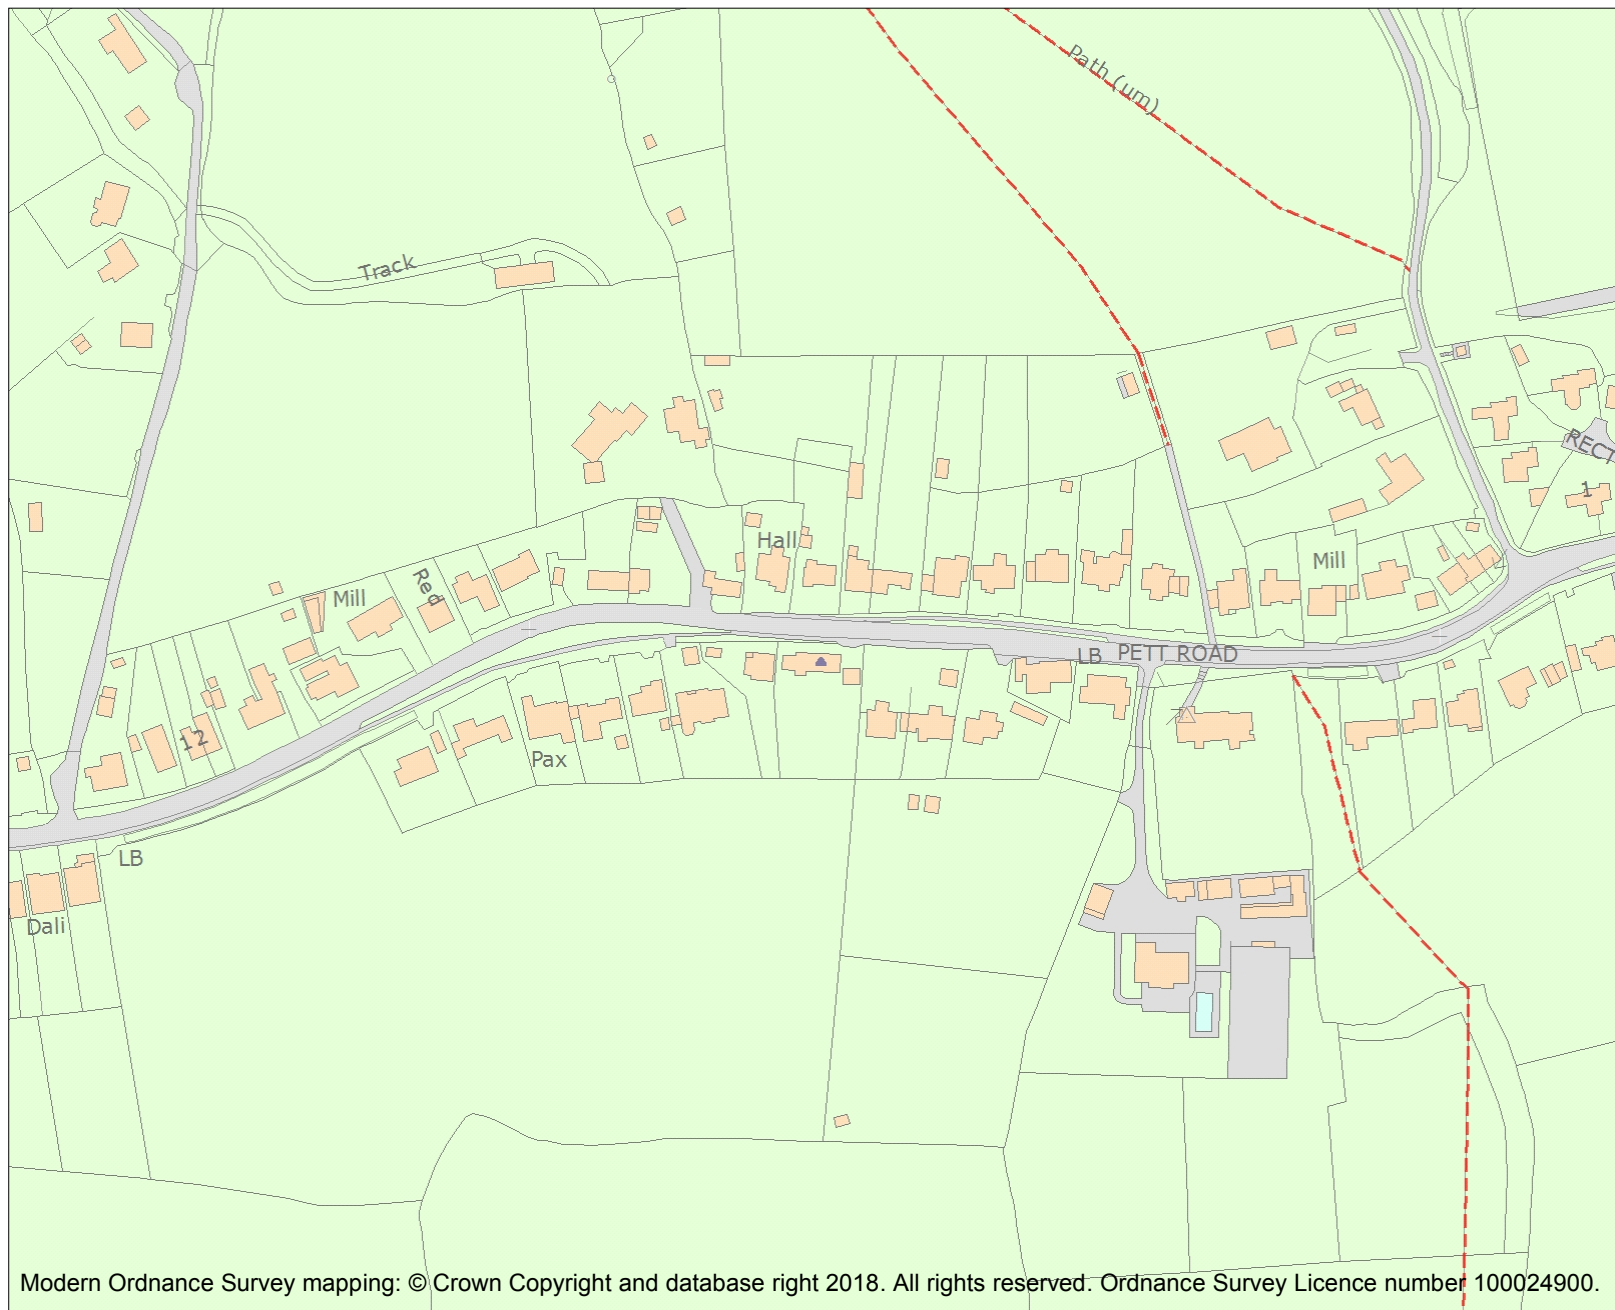 Path (um)
Track
RECT
1
Hall
Mill
Red
Mill
LB PETT ROAD
12
Pax
LB
Dali
Modern Ordnance Survey mapping: © Crown Copyright and database right 2018. All rights reserved. Ordnance Survey Licence number 100024900.